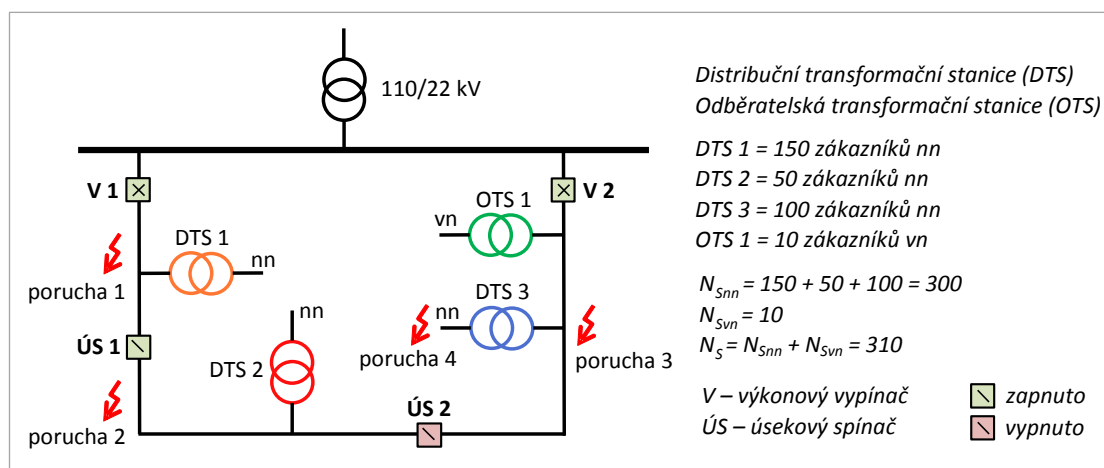 110/22 kV
V 1
V 2
OTS 1
vn
DTS 1
nn
porucha 1
DTS 3
nn
porucha 4
porucha 3
ÚS 1
nn
DTS 2
ÚS 2
porucha 2
Distribuční transformační stanice (DTS)
Odběratelská transformační stanice (OTS)
DTS 1 = 150 zákazníků nn
DTS 2 = 50 zákazníků nn
DTS 3 = 100 zákazníků nn
OTS 1 = 10 zákazníků vn
N_Snn = 150 + 50 + 100 = 300
N_Svn = 10
N_S = N_Snn + N_Svn = 310
V – výkonový vypínač
zapnuto
ÚS – úsekový spínač
vypnuto